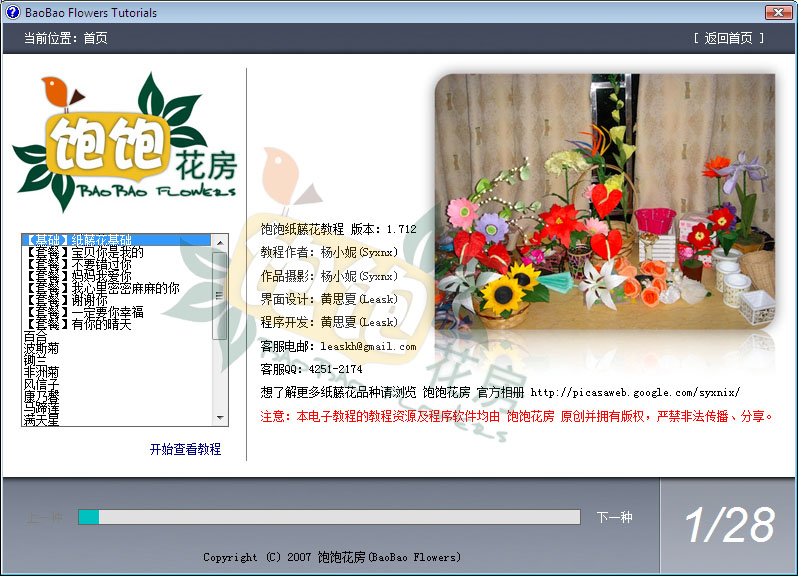 BaoBao Flowers Tutorials
当前位置：首页
[ 返回首页 ]
饱饱花房
BAOBAO FLOWERS
【基础】纸藤花基础
【套餐】宝贝你是我的
【套餐】不要错过你
【套餐】妈妈我爱你
【套餐】我心里密密麻麻的你
【套餐】谢谢你
【套餐】一定要你幸福
【套餐】有你的晴天
百合
波斯菊
锄兰
非洲菊
风信子
康乃馨
马蹄莲
满天星
开始查看教程
饱饱纸藤花教程 版本：1.712
教程作者：杨小妮(Syxnx)
作品摄影：杨小妮(Syxnx)
界面设计：黄思夏(Leask)
程序开发：黄思夏(Leask)
客服电邮：leaskh@gmail.com
客服QQ：4251-2174
想了解更多纸藤花品种请浏览 饱饱花房 官方相册 http://picasaweb.google.com/syxnix/
注意：本电子教程的教程资源及程序软件均由 饱饱花房 原创并拥有版权，严禁非法传播、分享。
上一种
下一种
1/28
Copyright (C) 2007 饱饱花房(BaoBao Flowers)